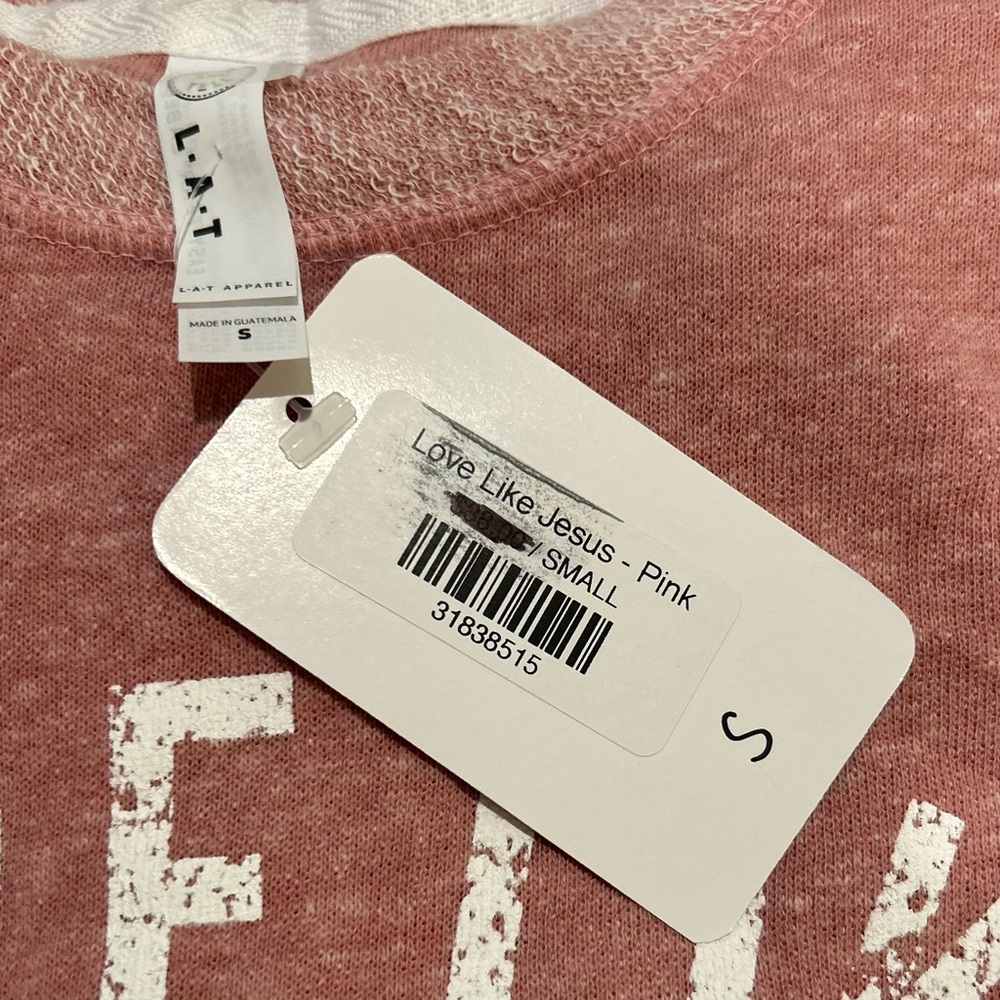 L·A·T
L·A·T APPAREL
MADE IN GUATEMALA
S
Love Like Jesus - Pink
/ SMALL
31838515
S
E